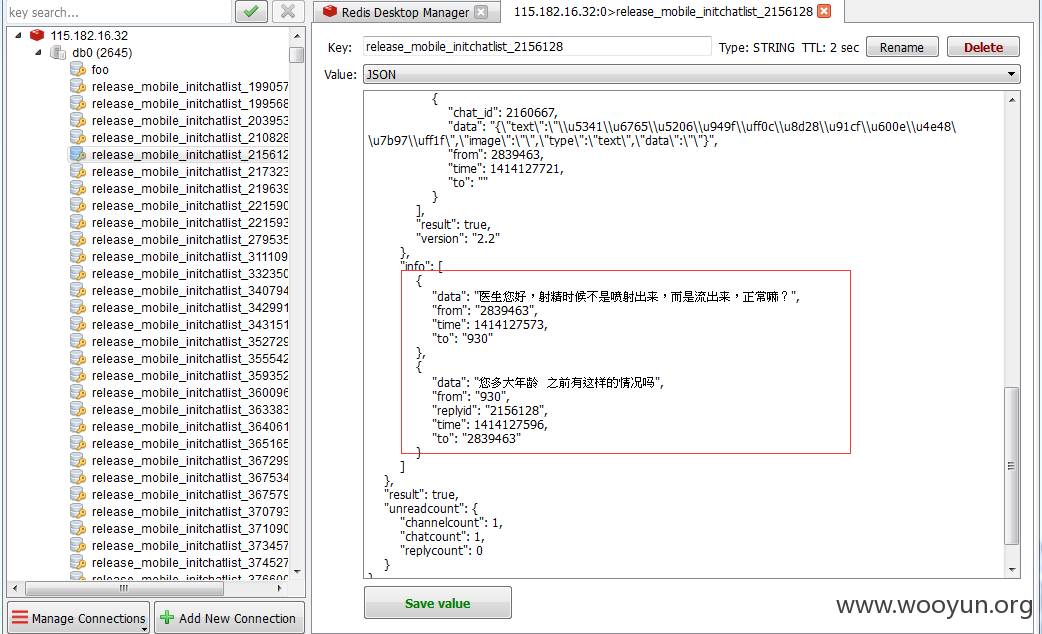 key search...
Redis Desktop Manager
115.182.16.32:0>release_mobile_initchatlist_2156128
115.182.16.32
db0 (2645)
foo
release_mobile_initchatlist_199057
release_mobile_initchatlist_199568
release_mobile_initchatlist_203953
release_mobile_initchatlist_210828
release_mobile_initchatlist_215612
release_mobile_initchatlist_217323
release_mobile_initchatlist_219639
release_mobile_initchatlist_221590
release_mobile_initchatlist_221593
release_mobile_initchatlist_279535
release_mobile_initchatlist_311109
release_mobile_initchatlist_332350
release_mobile_initchatlist_340794
release_mobile_initchatlist_342991
release_mobile_initchatlist_343151
release_mobile_initchatlist_352729
release_mobile_initchatlist_355542
release_mobile_initchatlist_359352
release_mobile_initchatlist_360096
release_mobile_initchatlist_363383
release_mobile_initchatlist_364061
release_mobile_initchatlist_365165
release_mobile_initchatlist_367299
release_mobile_initchatlist_367534
release_mobile_initchatlist_367579
release_mobile_initchatlist_370793
release_mobile_initchatlist_371090
release_mobile_initchatlist_373457
release_mobile_initchatlist_374527
Manage Connections
Add New Connection
Key: release_mobile_initchatlist_2156128 Type: STRING TTL: 2 sec Rename Delete
Value: JSON
{
"chat_id": 2160667,
"data": "{\"text\":\"\\u5341\\u6765\\u5206\\u949f\\uff0c\\u8d28\\u91cf\\u600e\\u4e48\
\u7b97\\uff1f\",\"image\":\"\",\"type\":\"text\",\"data\":\"\"}",
"from": 2839463,
"time": 1414127721,
"to": ""
}
],
"result": true,
"version": "2.2"
},
"info": [
{
"data": "医生您好，射精时候不是喷射出来，而是流出来，正常嘛？",
"from": "2839463",
"time": 1414127573,
"to": "930"
},
{
"data": "您多大年龄 之前有这样的情况吗",
"from": "930",
"replyid": "2156128",
"time": 1414127596,
"to": "2839463"
}
]
},
"result": true,
"unreadcount": {
"channelcount": 1,
"chatcount": 1,
"replycount": 0
}
Save value
www.wooyun.org